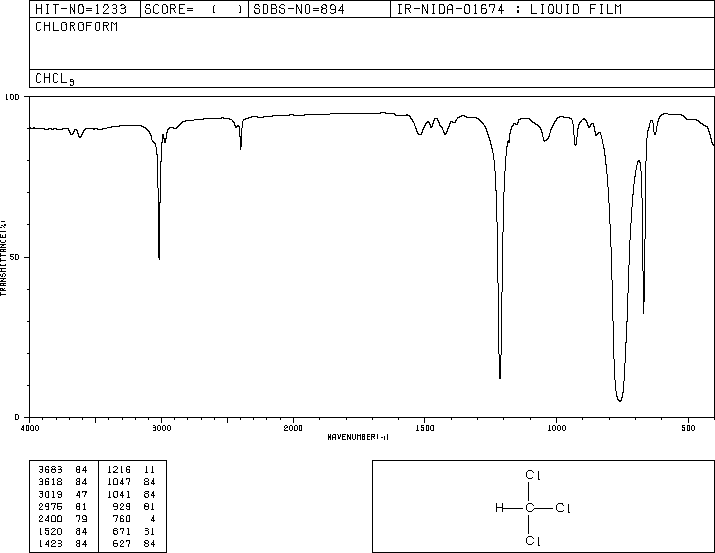 HIT-NO=1233 SCORE= ( ) SDBS-NO=894 IR-NIDA-01674 : LIQUID FILM
CHLOROFORM
CHCL3
100
TRANSMITTANCE(%)
50
0
4000 3000 2000 1500 1000 500
WAVENUMBER(-1)
3683 84 1216 11
3618 84 1047 84
3019 47 1041 84
2976 81 929 81
2400 79 760 4
1520 84 671 31
1423 84 627 84
Cl
H C Cl
Cl